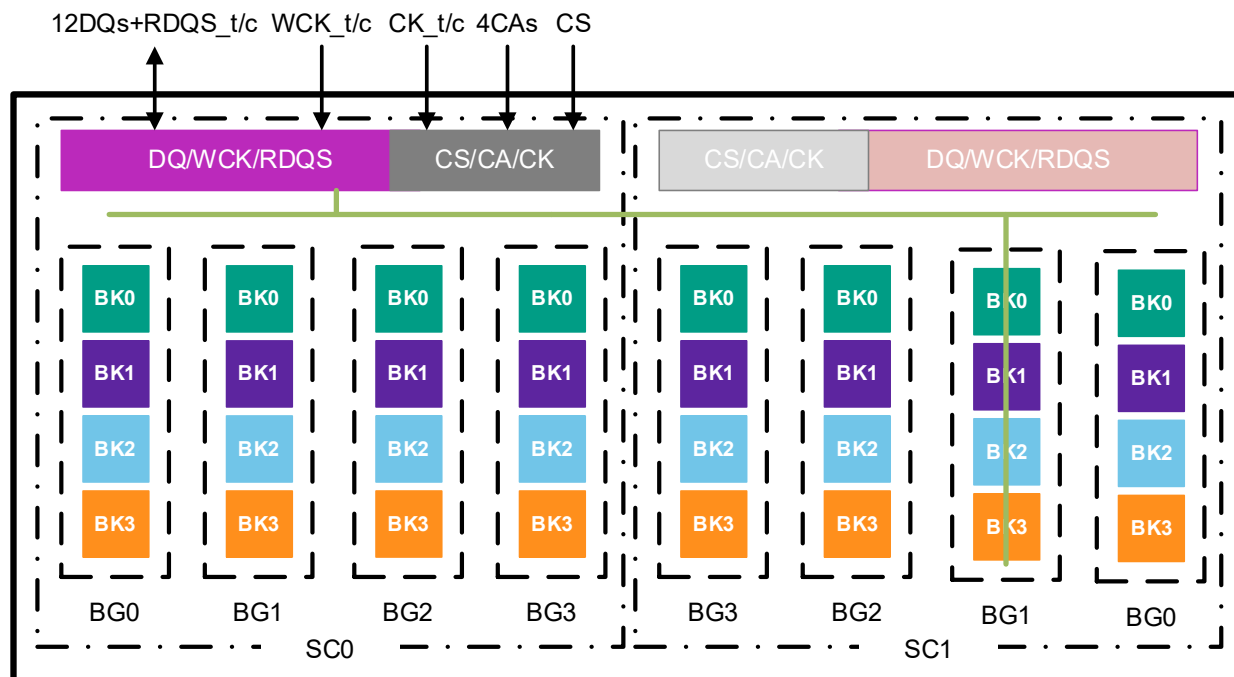 12DQs+RDQS_t/c WCK_t/c CK_t/c 4CAs CS
DQ/WCK/RDQS CS/CA/CK CS/CA/CK DQ/WCK/RDQS
BK0 BK0 BK0 BK0 BK0 BK0 BK0 BK0
BK1 BK1 BK1 BK1 BK1 BK1 BK1 BK1
BK2 BK2 BK2 BK2 BK2 BK2 BK2 BK2
BK3 BK3 BK3 BK3 BK3 BK3 BK3 BK3
BG0 BG1 BG2 BG3 BG3 BG2 BG1 BG0
SC0 SC1